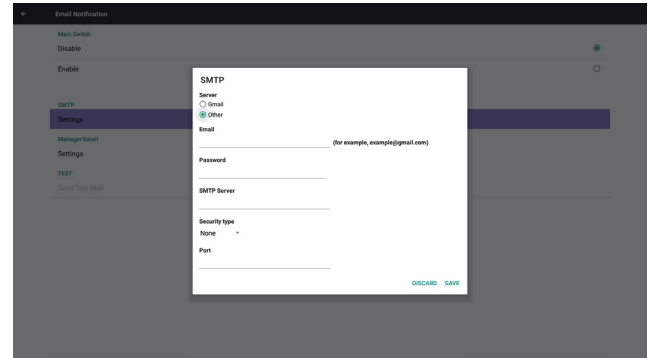 Email Notification
Main Switch
Disable
Enable
SMTP
Settings
Manager Email
Settings
TEST
Send Test Mail
SMTP
Server
Gmail
Other
Email
(for example, example@gmail.com)
Password
SMTP Server
Security type
None
Port
DISCARD SAVE